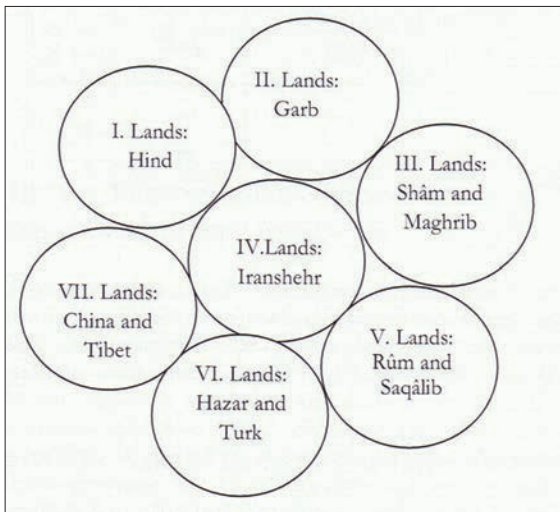 I. Lands:
Hind
II. Lands:
Garb
III. Lands:
Shâm and
Maghrib
IV.Lands:
Iranshehr
V. Lands:
Rûm and
Saqâlib
VI. Lands:
Hazar and
Turk
VII. Lands:
China and
Tibet